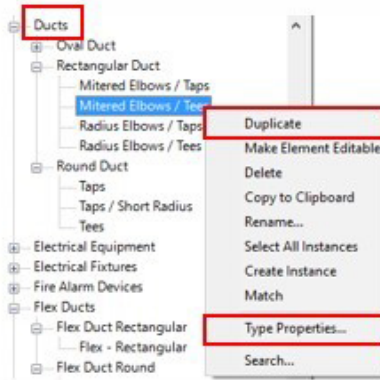 Ducts
Oval Duct
Rectangular Duct
Mitered Elbows / Taps
Mitered Elbows / Tees
Radius Elbows / Taps
Radius Elbows / Tees
Round Duct
Taps
Taps / Short Radius
Tees
Electrical Equipment
Electrical Fixtures
Fire Alarm Devices
Flex Ducts
Flex Duct Rectangular
Flex - Rectangular
Flex Duct Round
Duplicate
Make Element Editable
Delete
Copy to Clipboard
Rename...
Select All Instances
Create Instance
Match
Type Properties...
Search...